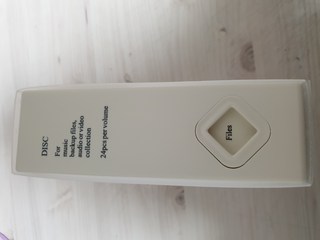 DISC
For
music
backup files,
audio or video
collection
24pcs per volume
Files